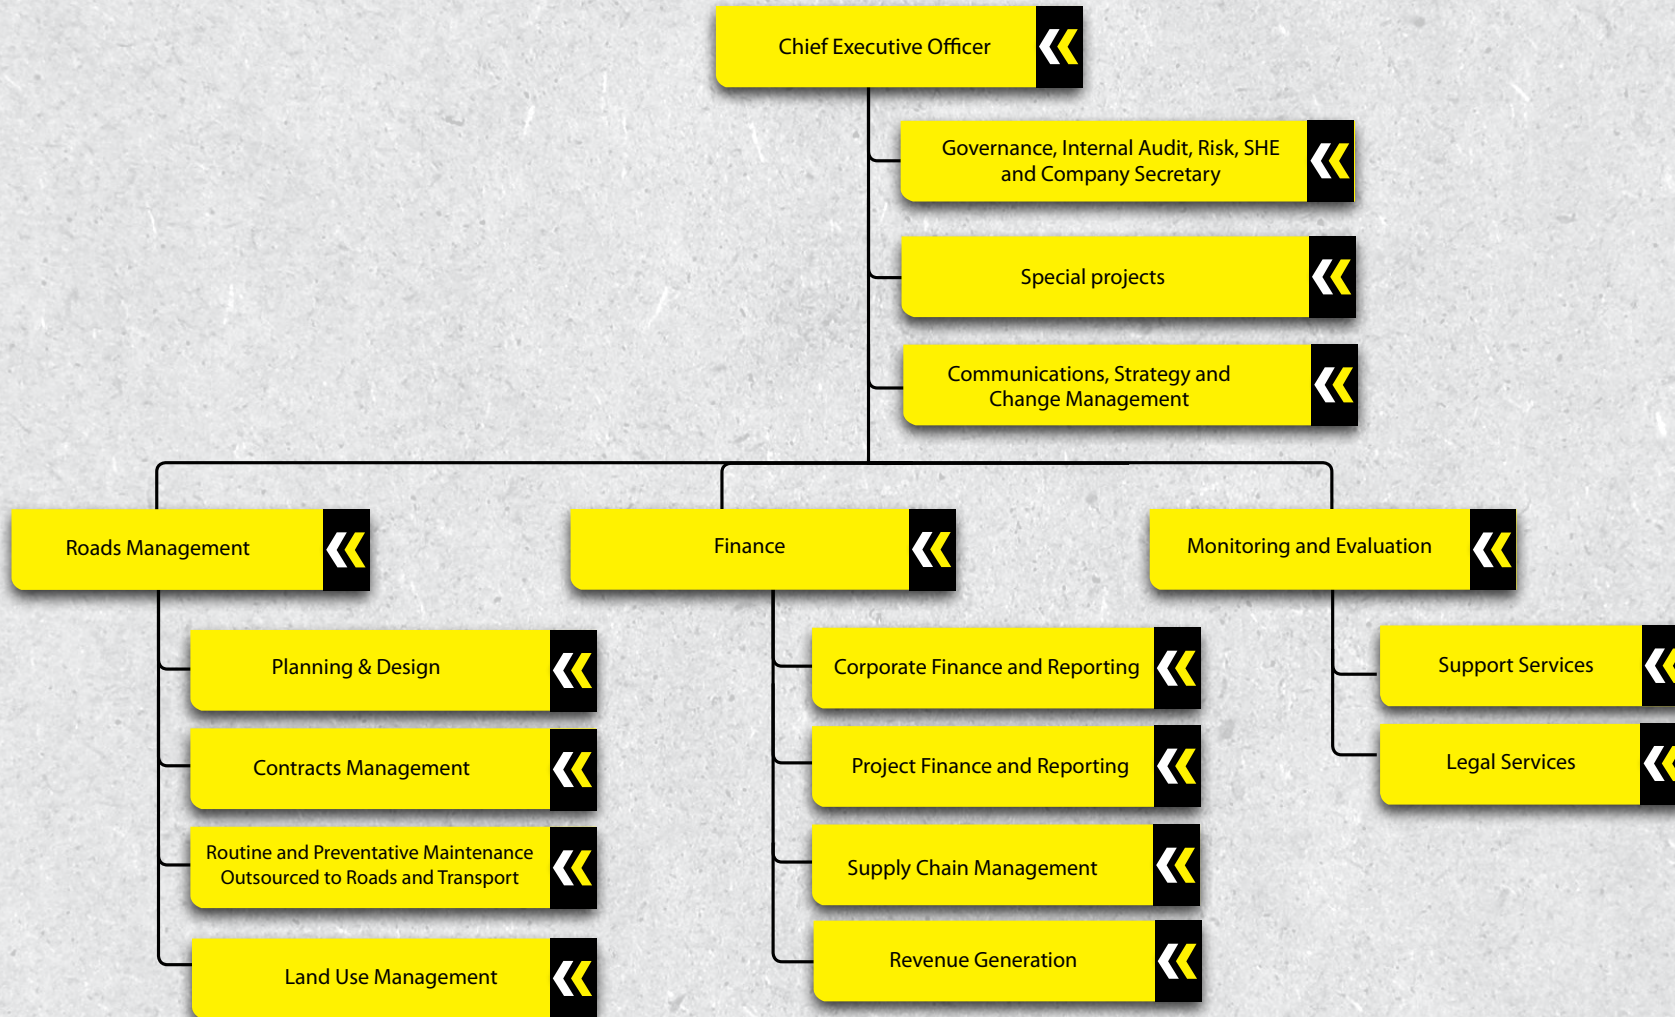 Chief Executive Officer
Governance, Internal Audit, Risk, SHE
and Company Secretary
Special projects
Communications, Strategy and
Change Management
Roads Management
Finance
Monitoring and Evaluation
Planning & Design
Contracts Management
Routine and Preventative Maintenance
Outsourced to Roads and Transport
Land Use Management
Corporate Finance and Reporting
Project Finance and Reporting
Supply Chain Management
Revenue Generation
Support Services
Legal Services